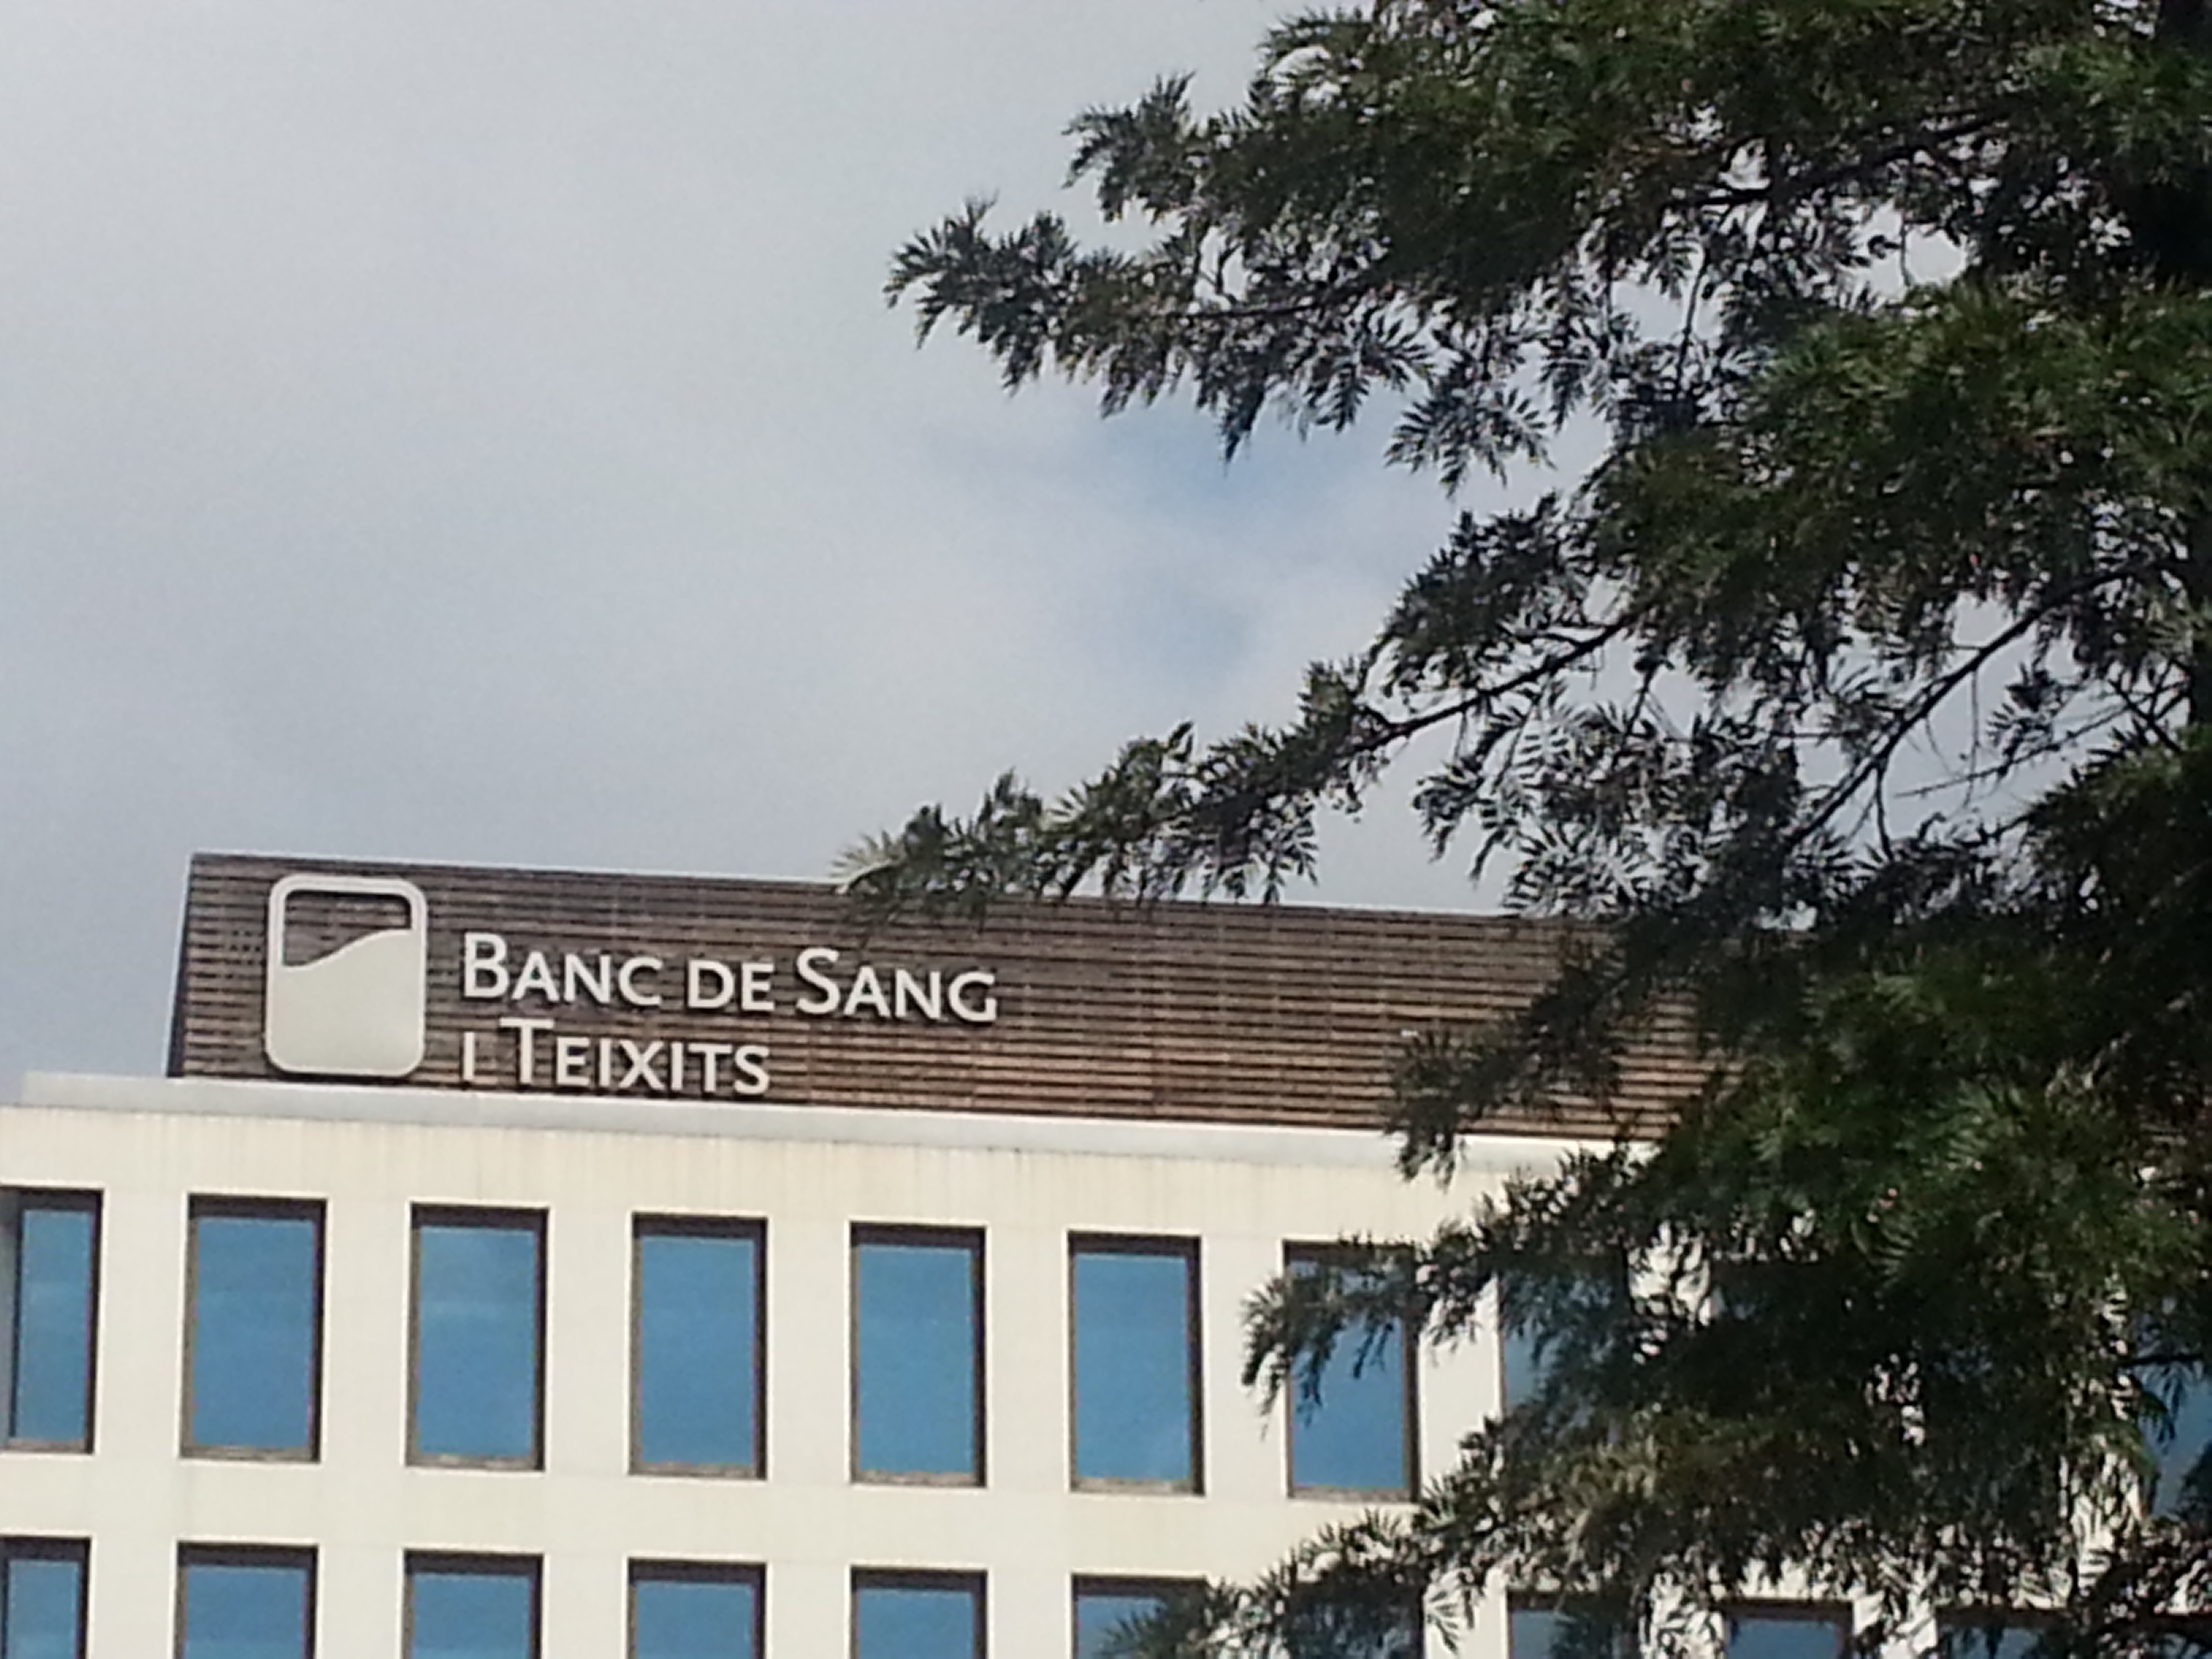 BANC DE SANG
I TEIXITS